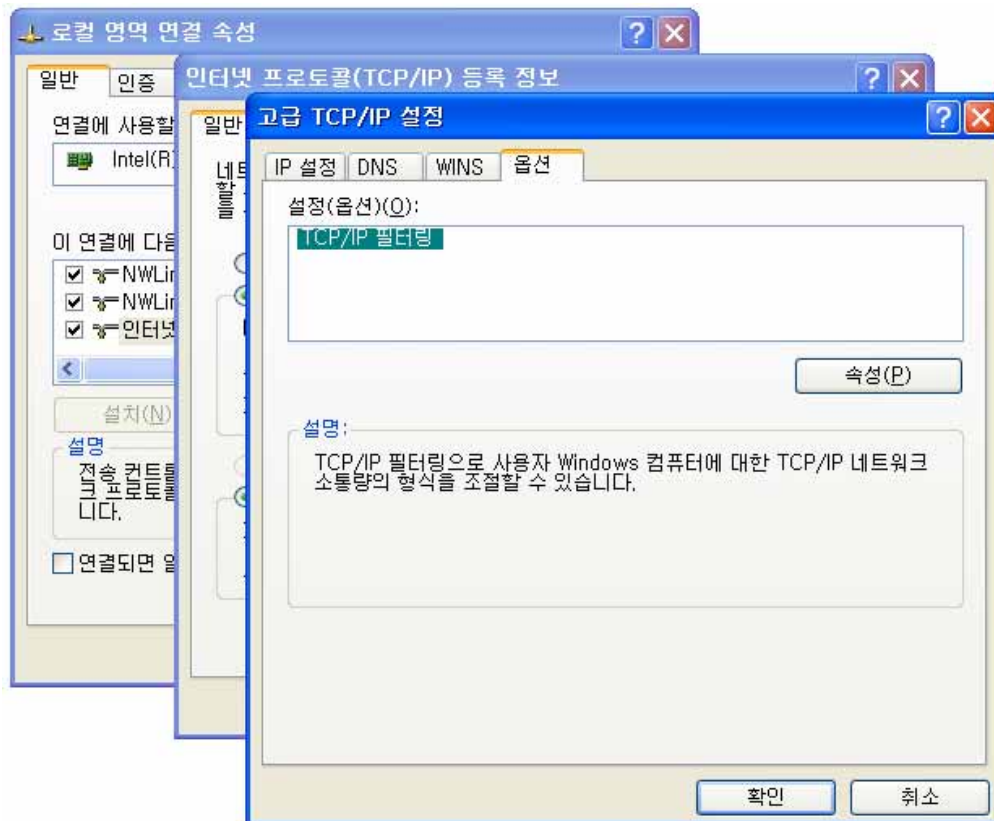 로컬 영역 연결 속성
일반
인증
연결에 사용할
Intel(R)
이 연결에 다음
NWLin
NWLin
인터넷
설치(N)
설명
전송 컨트롤
크 프로토콜
니다.
연결되면 알
인터넷 프로토콜(TCP/IP) 등록 정보
일반
네트
할
를
고급 TCP/IP 설정
IP 설정
DNS
WINS
옵션
설정(옵션)(O):
TCP/IP 필터링
속성(P)
설명:
TCP/IP 필터링으로 사용자 Windows 컴퓨터에 대한 TCP/IP 네트워크
소통량의 형식을 조절할 수 있습니다.
확인
취소